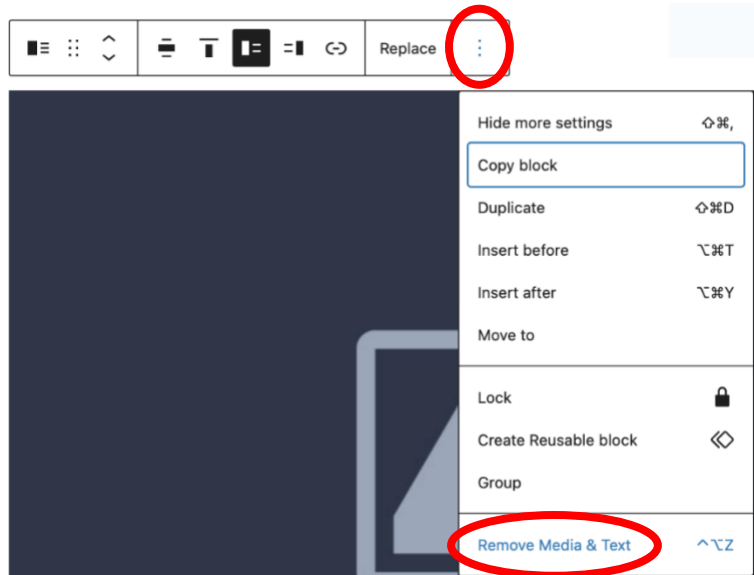 Replace
Hide more settings ⇧⌘,
Copy block
Duplicate ⇧⌘D
Insert before ⌥⌘T
Insert after ⌥⌘Y
Move to
Lock
Create Reusable block
Group
Remove Media & Text ^⌥Z